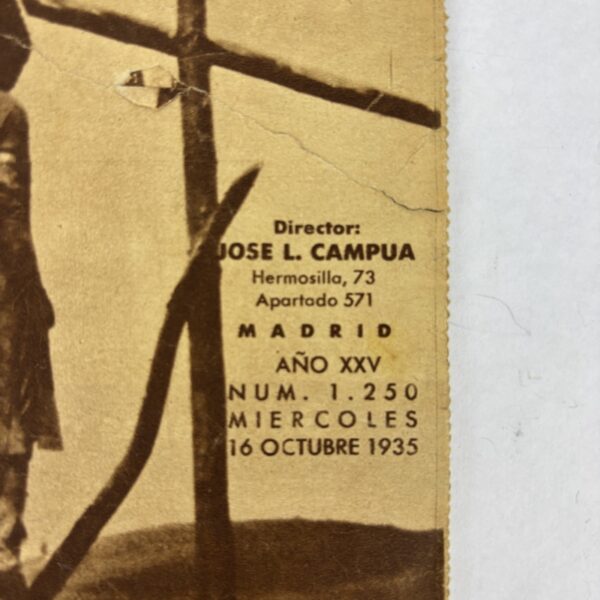 Director:
JOSE L. CAMPUA
Hermosilla, 73
Apartado 571
MADRID
AÑO XXV
NUM. 1.250
MIERCOLES
16 OCTUBRE 1935